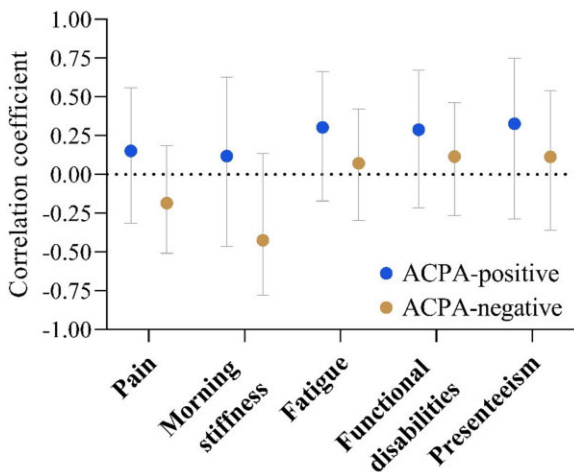 Correlation coefficient
1.00
0.75
0.50
0.25
0.00
-0.25
-0.50
-0.75
-1.00
ACPA-positive
ACPA-negative
Pain
Morning
stiffness
Fatigue
Functional
disabilities
Presenteeism